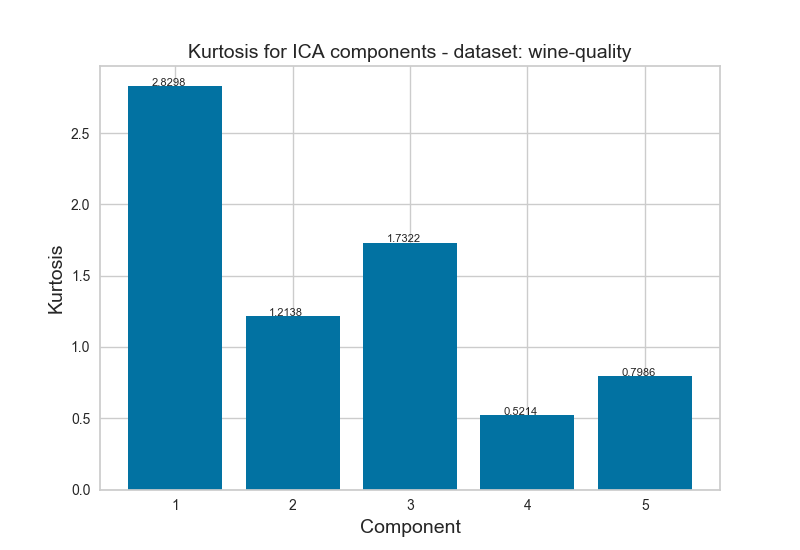 Kurtosis for ICA components - dataset: wine-quality
2.8298
2.5
2.0
1.7322
1.5
Kurtosis
1.2138
1.0
0.7986
0.5214
0.5
0.0
1 2 3 4 5
Component